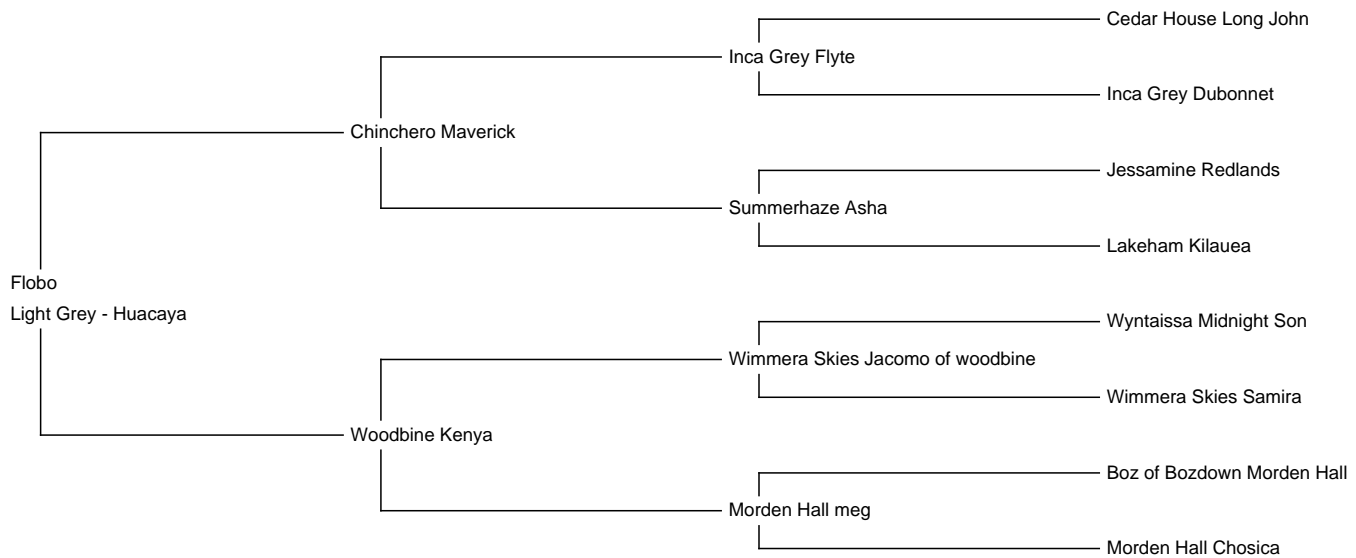 Cedar House Long John
Inca Grey Flyte
Inca Grey Dubonnet
Chinchero Maverick
Jessamine Redlands
Summerhaze Asha
Lakeham Kilauea
Flobo
Light Grey - Huacaya
Wyntaissa Midnight Son
Wimmera Skies Jacomo of woodbine
Wimmera Skies Samira
Woodbine Kenya
Boz of Bozdown Morden Hall
Morden Hall meg
Morden Hall Chosica